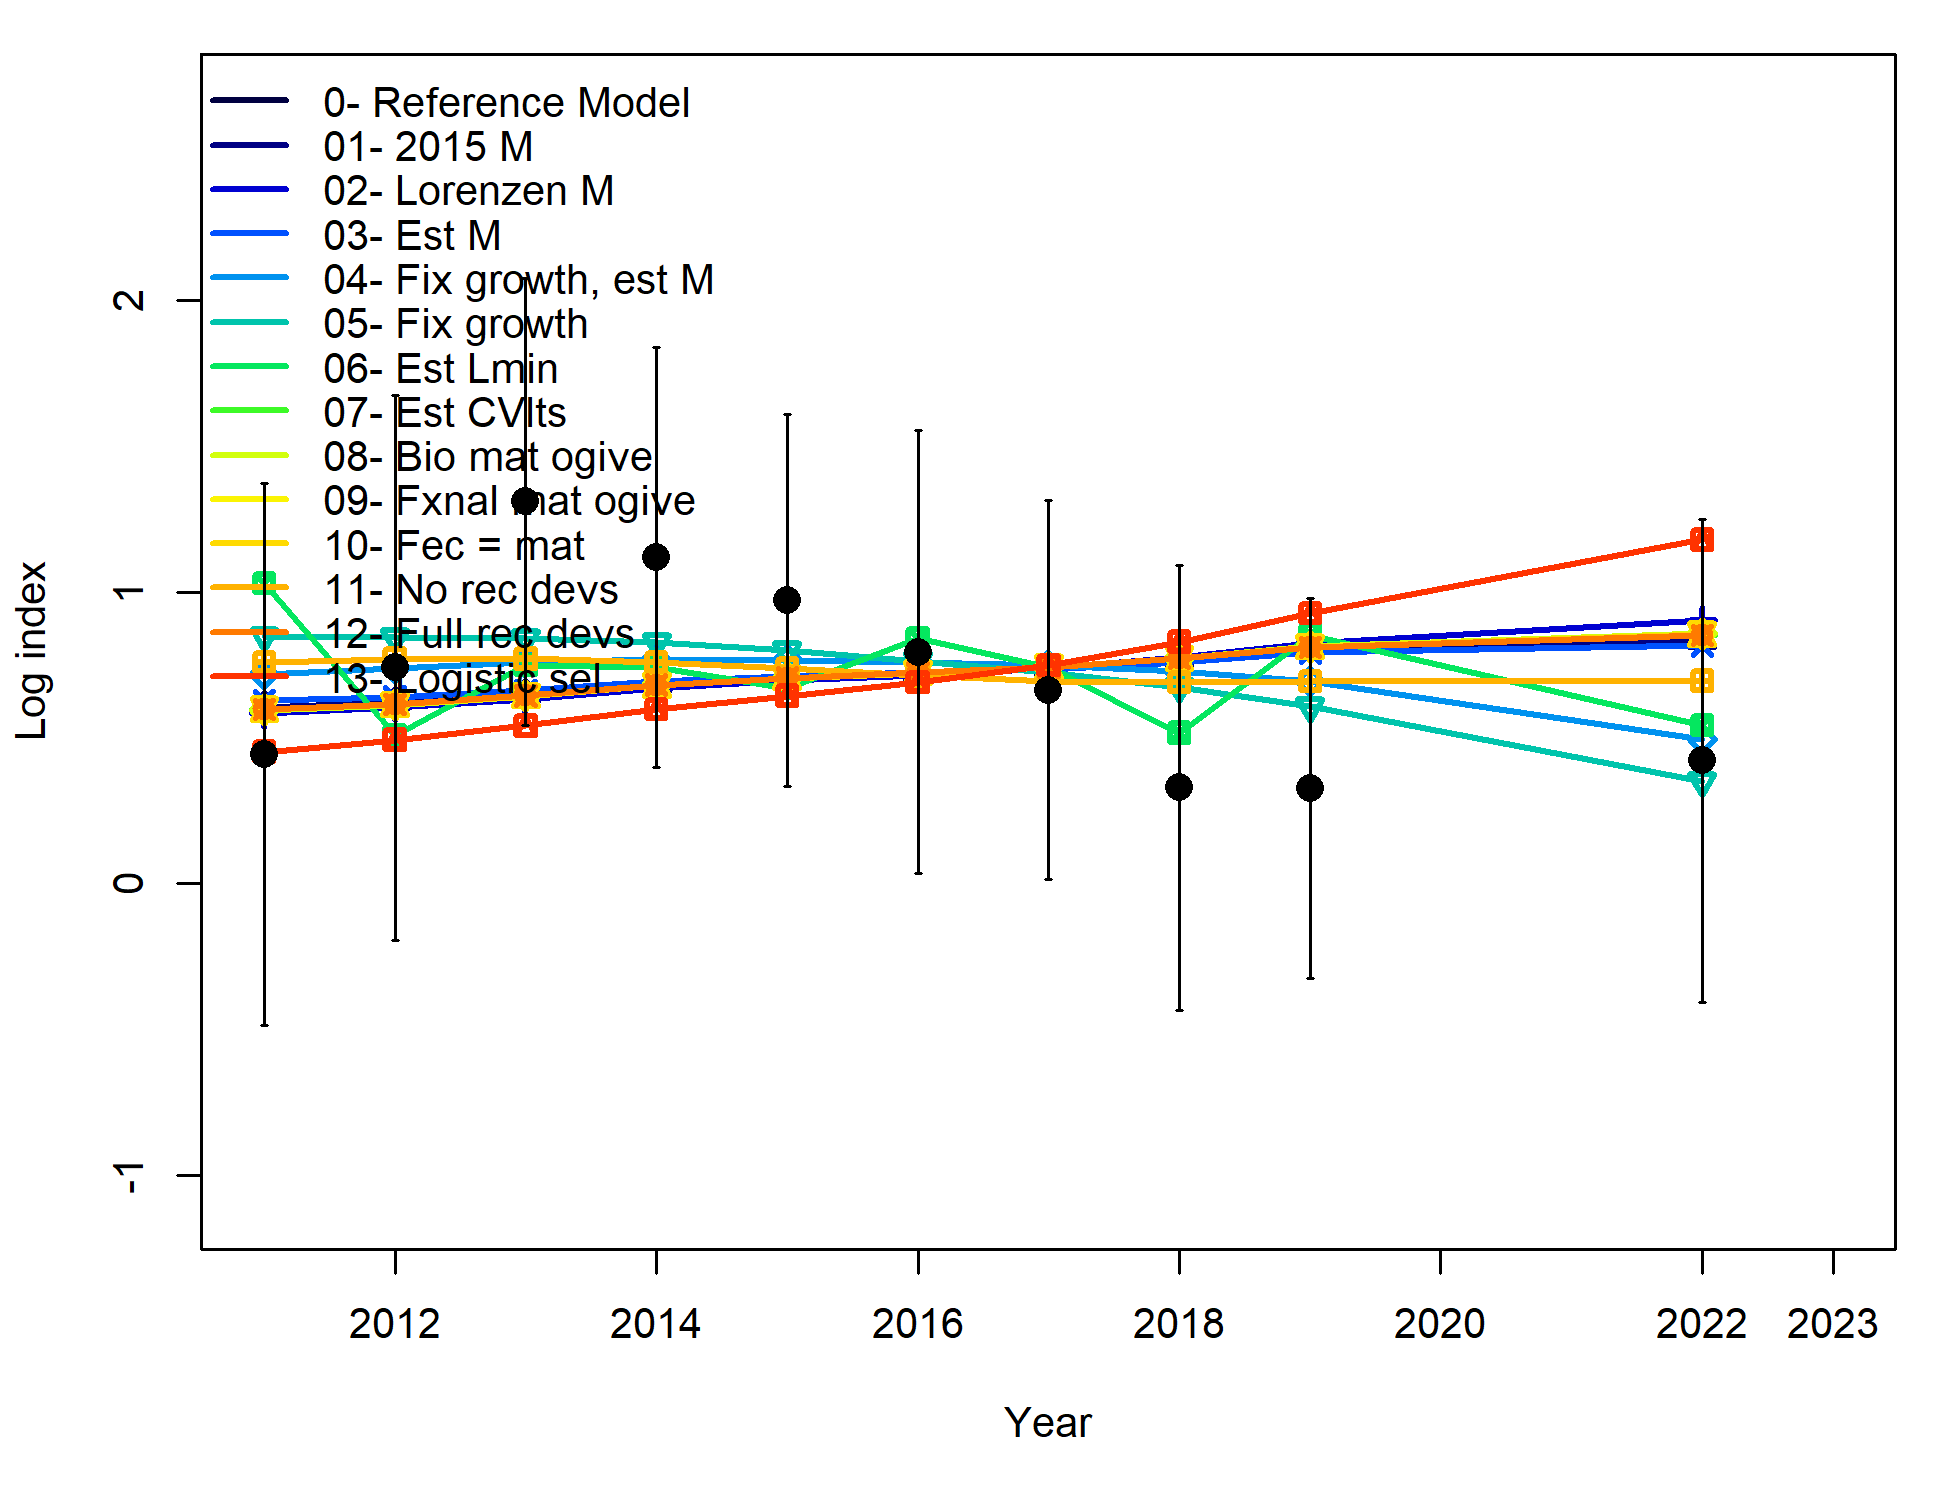 0- Reference Model
01- 2015 M
02- Lorenzen M
03- Est M
04- Fix growth, est M
05- Fix growth
06- Est Lmin
07- Est CVlts
08- Bio mat ogive
09- Fxnal mat ogive
10- Fec = mat
11- No rec devs
12- Full rec devs
13- Logistic sel
Log index
2
1
0
-1
2012 2014 2016 2018 2020 2022 2023
Year